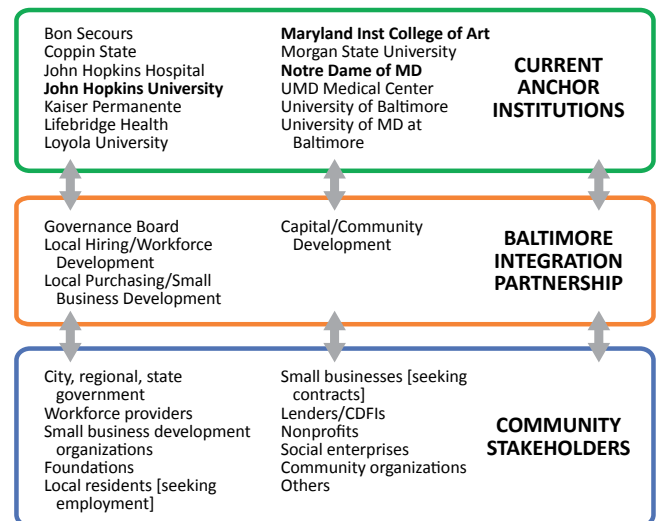 Bon Secours
Coppin State
John Hopkins Hospital
John Hopkins University
Kaiser Permanente
Lifebridge Health
Loyola University
Maryland Inst College of Art
Morgan State University
Notre Dame of MD
UMD Medical Center
University of Baltimore
University of MD at
Baltimore
CURRENT
ANCHOR
INSTITUTIONS
Governance Board
Local Hiring/Workforce
Development
Local Purchasing/Small
Business Development
Capital/Community
Development
BALTIMORE
INTEGRATION
PARTNERSHIP
City, regional, state
government
Workforce providers
Small business development
organizations
Foundations
Local residents [seeking
employment]
Small businesses [seeking
contracts]
Lenders/CDFIs
Nonprofits
Social enterprises
Community organizations
Others
COMMUNITY
STAKEHOLDERS